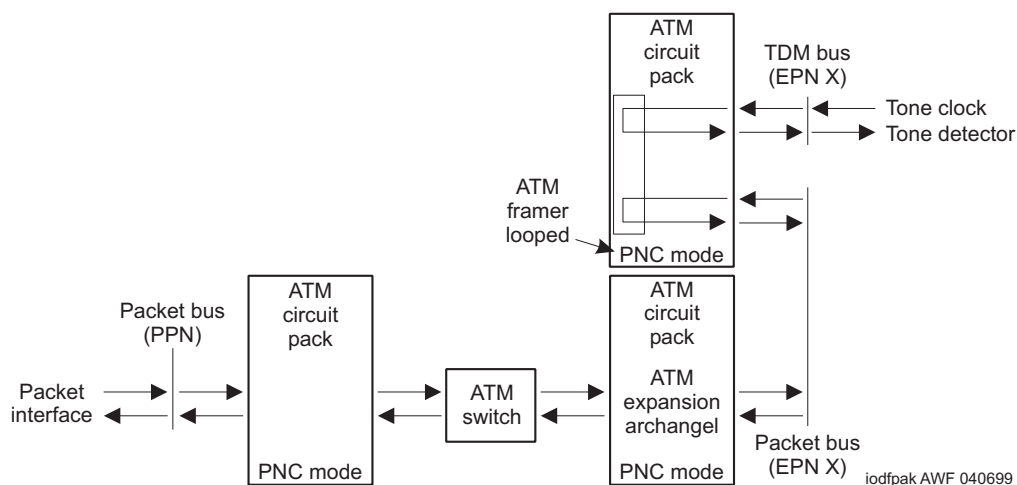 ATM
circuit
pack
TDM bus
(EPN X)
Tone clock
Tone detector
ATM
framer
looped
PNC mode
Packet bus
(PPN)
ATM
circuit
pack
ATM
circuit
pack
Packet
interface
ATM
switch
ATM
expansion
archangel
PNC mode
PNC mode
Packet bus
(EPN X)
iodfpak AWF 040699